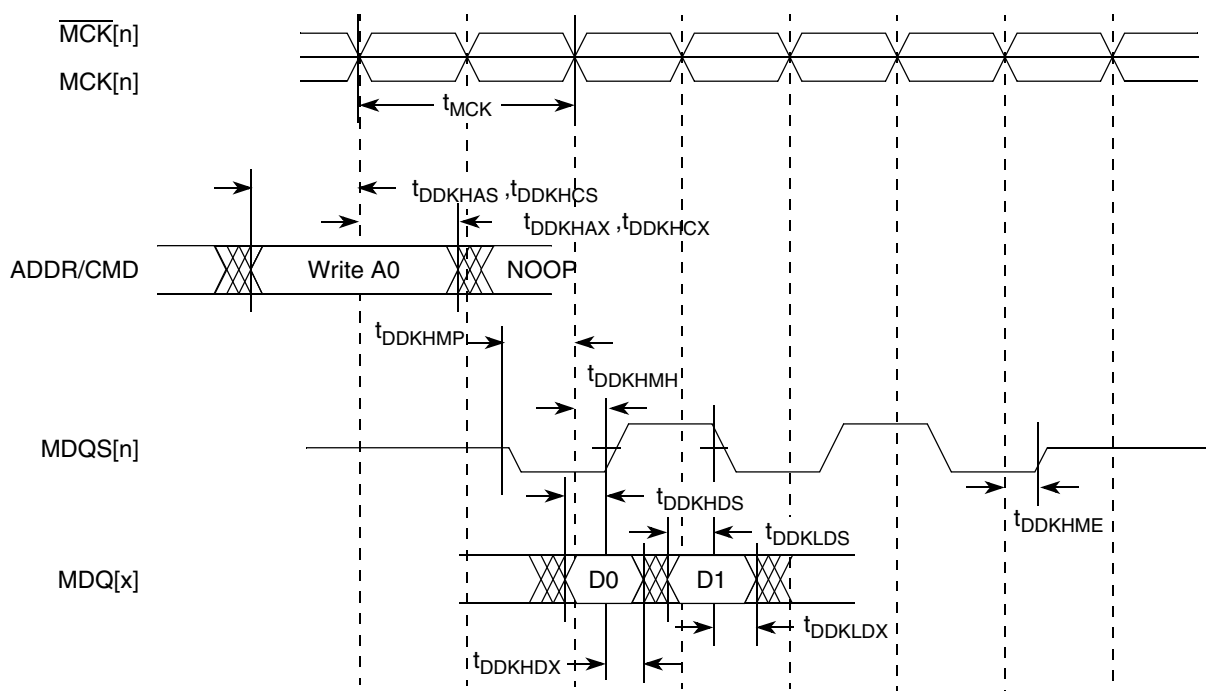 MCK[n]
MCK[n]
tMCK
tDDKHAS ,tDDKHCS
tDDKHAX ,tDDKHCX
ADDR/CMD
Write A0
NOOP
tDDKHMP
tDDKHMH
MDQS[n]
tDDKHDS
tDDKHME
tDDKLDS
MDQ[x]
D0
D1
tDDKLDX
tDDKHDX